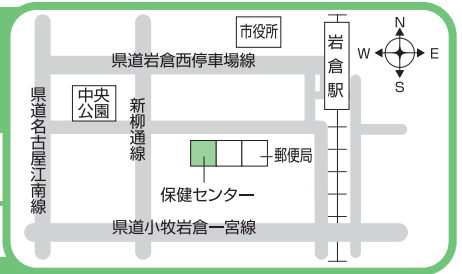 市役所
N
W
E
S
岩倉駅
県道岩倉西停車場線
中央
公園
県道名古屋江南線
新柳通線
郵便局
保健センター
県道小牧岩倉一宮線